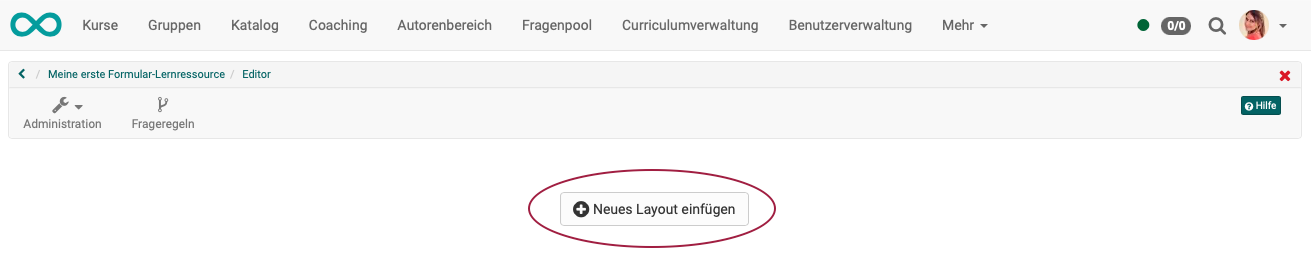 Kurse Gruppen Katalog Coaching Autorenbereich Fragenpool Curriculumverwaltung Benutzerverwaltung Mehr 0/0
/ Meine erste Formular-Lernressource / Editor
Administration Frageregeln Hilfe
Neues Layout einfügen